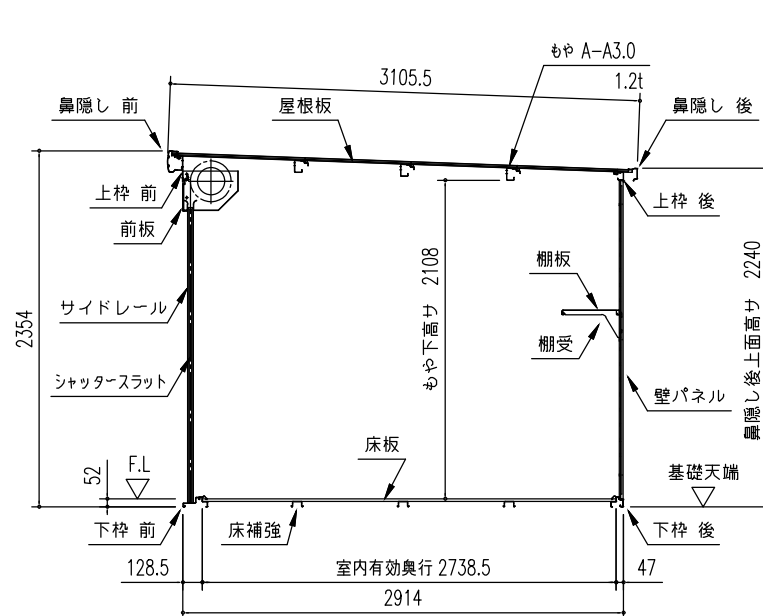 もや A-A3.0
3105.5
1.2t
鼻隠し 前
屋根板
鼻隠し 後
上枠 前
上枠 後
前板
もや下高サ 2108
棚板
鼻隠し後上面高サ 2240
サイドレール
2354
棚受
シャッタースラット
壁パネル
床板
52
F.L
基礎天端
下枠 前
床補強
下枠 後
128.5
室内有効奥行 2738.5
47
2914